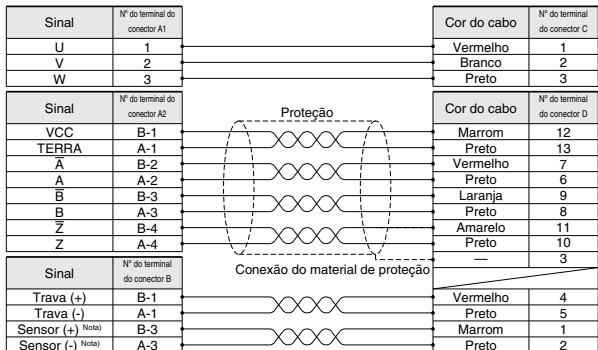 Sinal Nº do terminal do conector A1 Cor do cabo Nº do terminal do conector C
U 1 Vermelho 1
V 2 Branco 2
W 3 Preto 3
Sinal Nº do terminal do conector A2 Proteção Cor do cabo Nº do terminal do conector D
VCC B-1 Marrom 12
TERRA A-1 Preto 13
A̅ B-2 Vermelho 7
A A-2 Preto 6
B̅ B-3 Laranja 9
B A-3 Preto 8
Z̅ B-4 Amarelo 11
Z A-4 Preto 10
Conexão do material de proteção — 3
Sinal Nº do terminal do conector B
Trava (+) B-1 Vermelho 4
Trava (-) A-1 Preto 5
Sensor (+) Nota) B-3 Marrom 1
Sensor (-) Nota) A-3 Preto 2